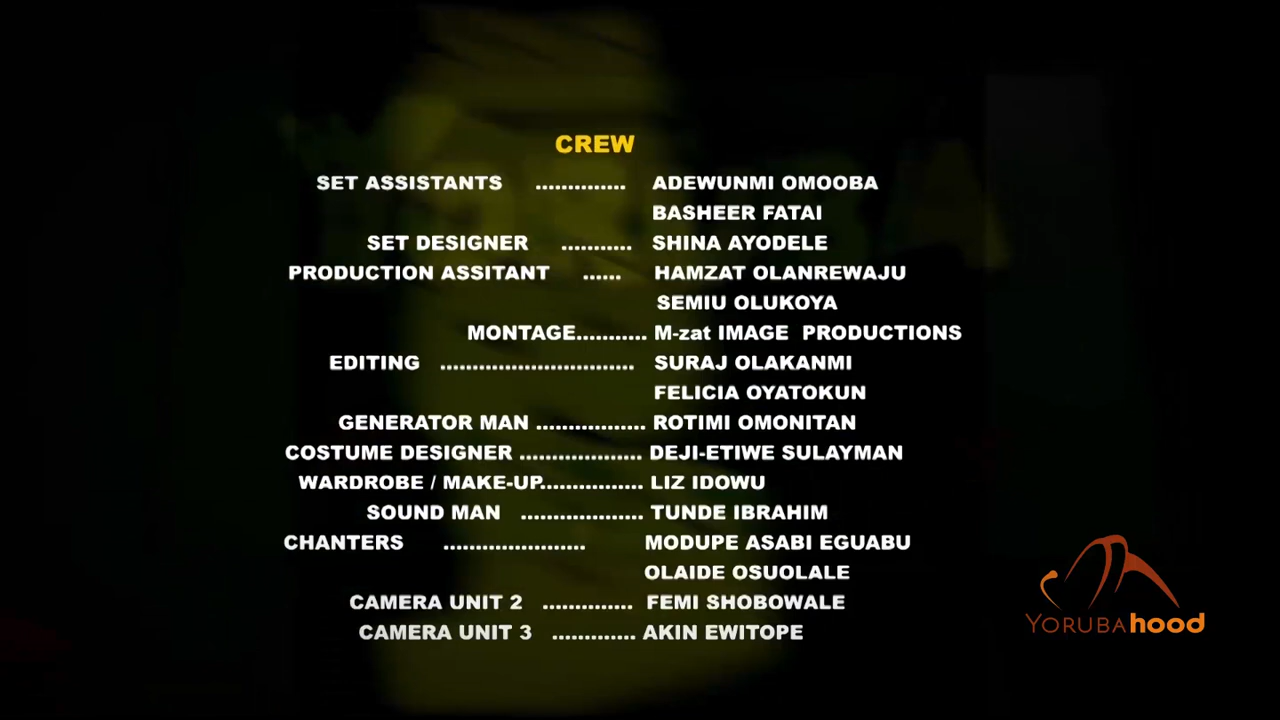 CREW
SET ASSISTANTS .............. ADEWUNMI OMOOBA
BASHEER FATAI
SET DESIGNER ........... SHINA AYODELE
PRODUCTION ASSITANT ...... HAMZAT OLANREWAJU
SEMIU OLUKOYA
MONTAGE........... M-zat IMAGE PRODUCTIONS
EDITING .............................. SURAJ OLAKANMI
FELICIA OYATOKUN
GENERATOR MAN ................. ROTIMI OMONITAN
COSTUME DESIGNER ................... DEJI-ETIWE SULAYMAN
WARDROBE / MAKE-UP................ LIZ IDOWU
SOUND MAN ................... TUNDE IBRAHIM
CHANTERS ...................... MODUPE ASABI EGUABU
OLAIDE OSUOLALE
CAMERA UNIT 2 .............. FEMI SHOBOWALE
CAMERA UNIT 3 ............. AKIN EWITOPE
YORUBAhood